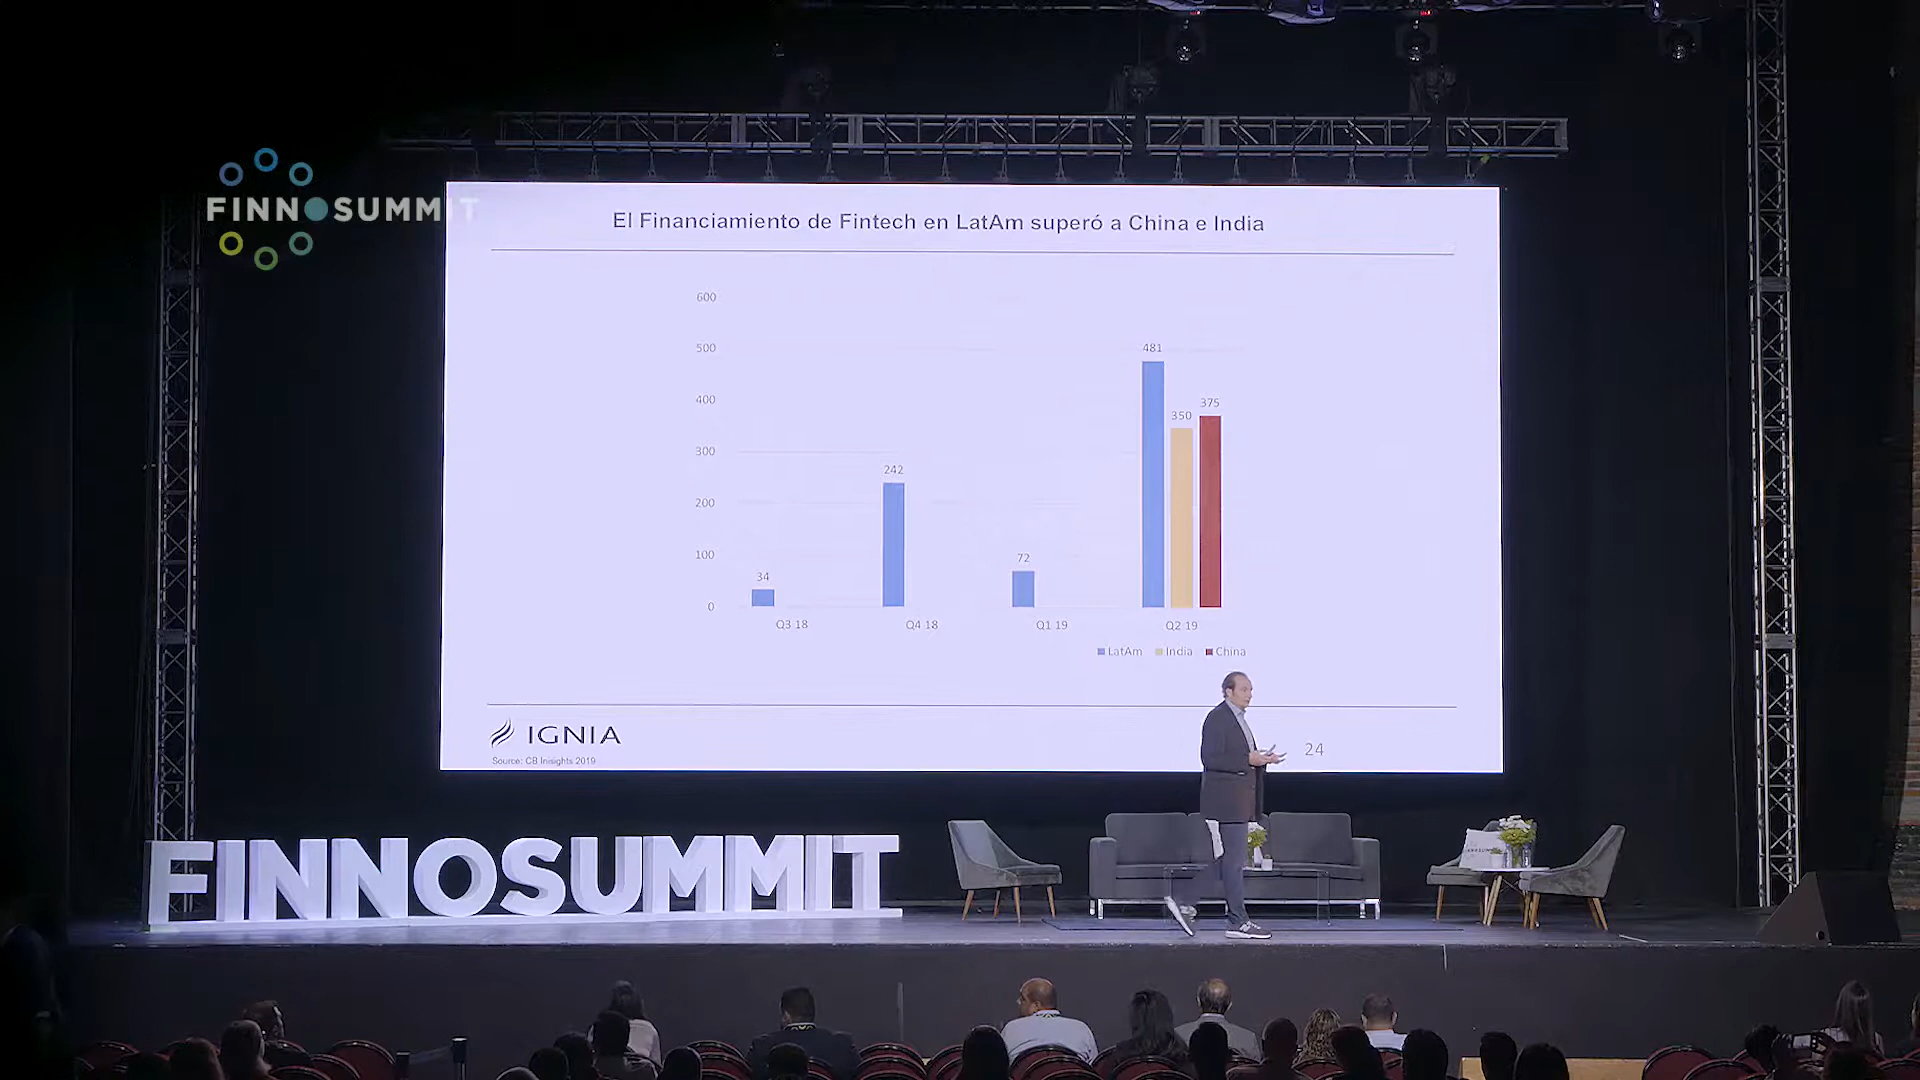 FINNOSUMMIT
El Financiamiento de Fintech en LatAm superó a China e India
600
500
400
300
200
100
0
34
242
72
481
350
375
Q3 18
Q4 18
Q1 19
Q2 19
LatAm India China
IGNIA
Source: CB Inisights 2019
24
FINNOSUMMIT